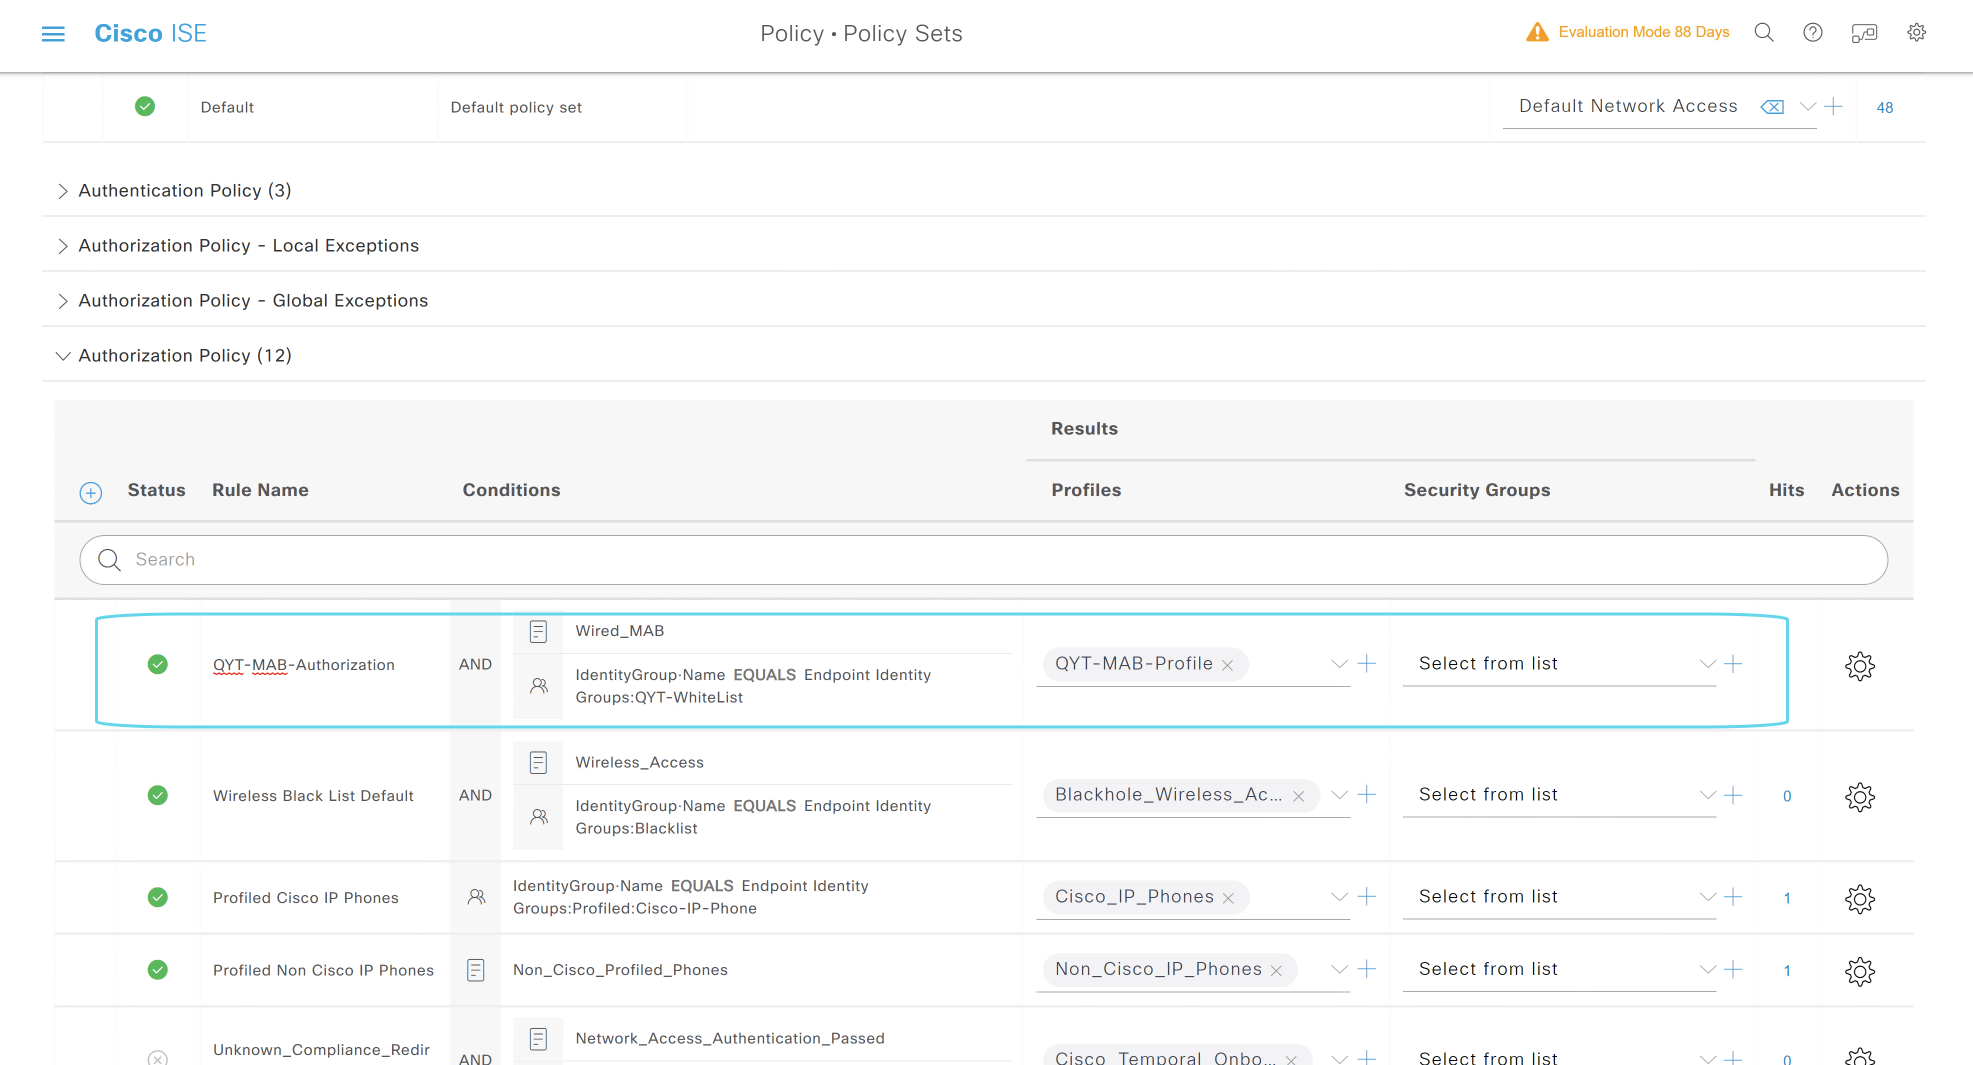 Cisco ISE
Policy • Policy Sets
Evaluation Mode 88 Days
Default
Default policy set
Default Network Access
48
Authentication Policy (3)
Authorization Policy - Local Exceptions
Authorization Policy - Global Exceptions
Authorization Policy (12)
Results
Status
Rule Name
Conditions
Profiles
Security Groups
Hits
Actions
Search
QYT-MAB-Authorization
AND
Wired_MAB
IdentityGroup·Name EQUALS Endpoint Identity
Groups:QYT-WhiteList
QYT-MAB-Profile
Select from list
Wireless Black List Default
AND
Wireless_Access
IdentityGroup·Name EQUALS Endpoint Identity
Groups:Blacklist
Blackhole_Wireless_Ac...
Select from list
0
Profiled Cisco IP Phones
IdentityGroup·Name EQUALS Endpoint Identity
Groups:Profiled:Cisco-IP-Phone
Cisco_IP_Phones
Select from list
1
Profiled Non Cisco IP Phones
Non_Cisco_Profiled_Phones
Non_Cisco_IP_Phones
Select from list
1
Unknown_Compliance_Redir
AND
Network_Access_Authentication_Passed
Cisco_Temporal_Onbo...
Select from list
0